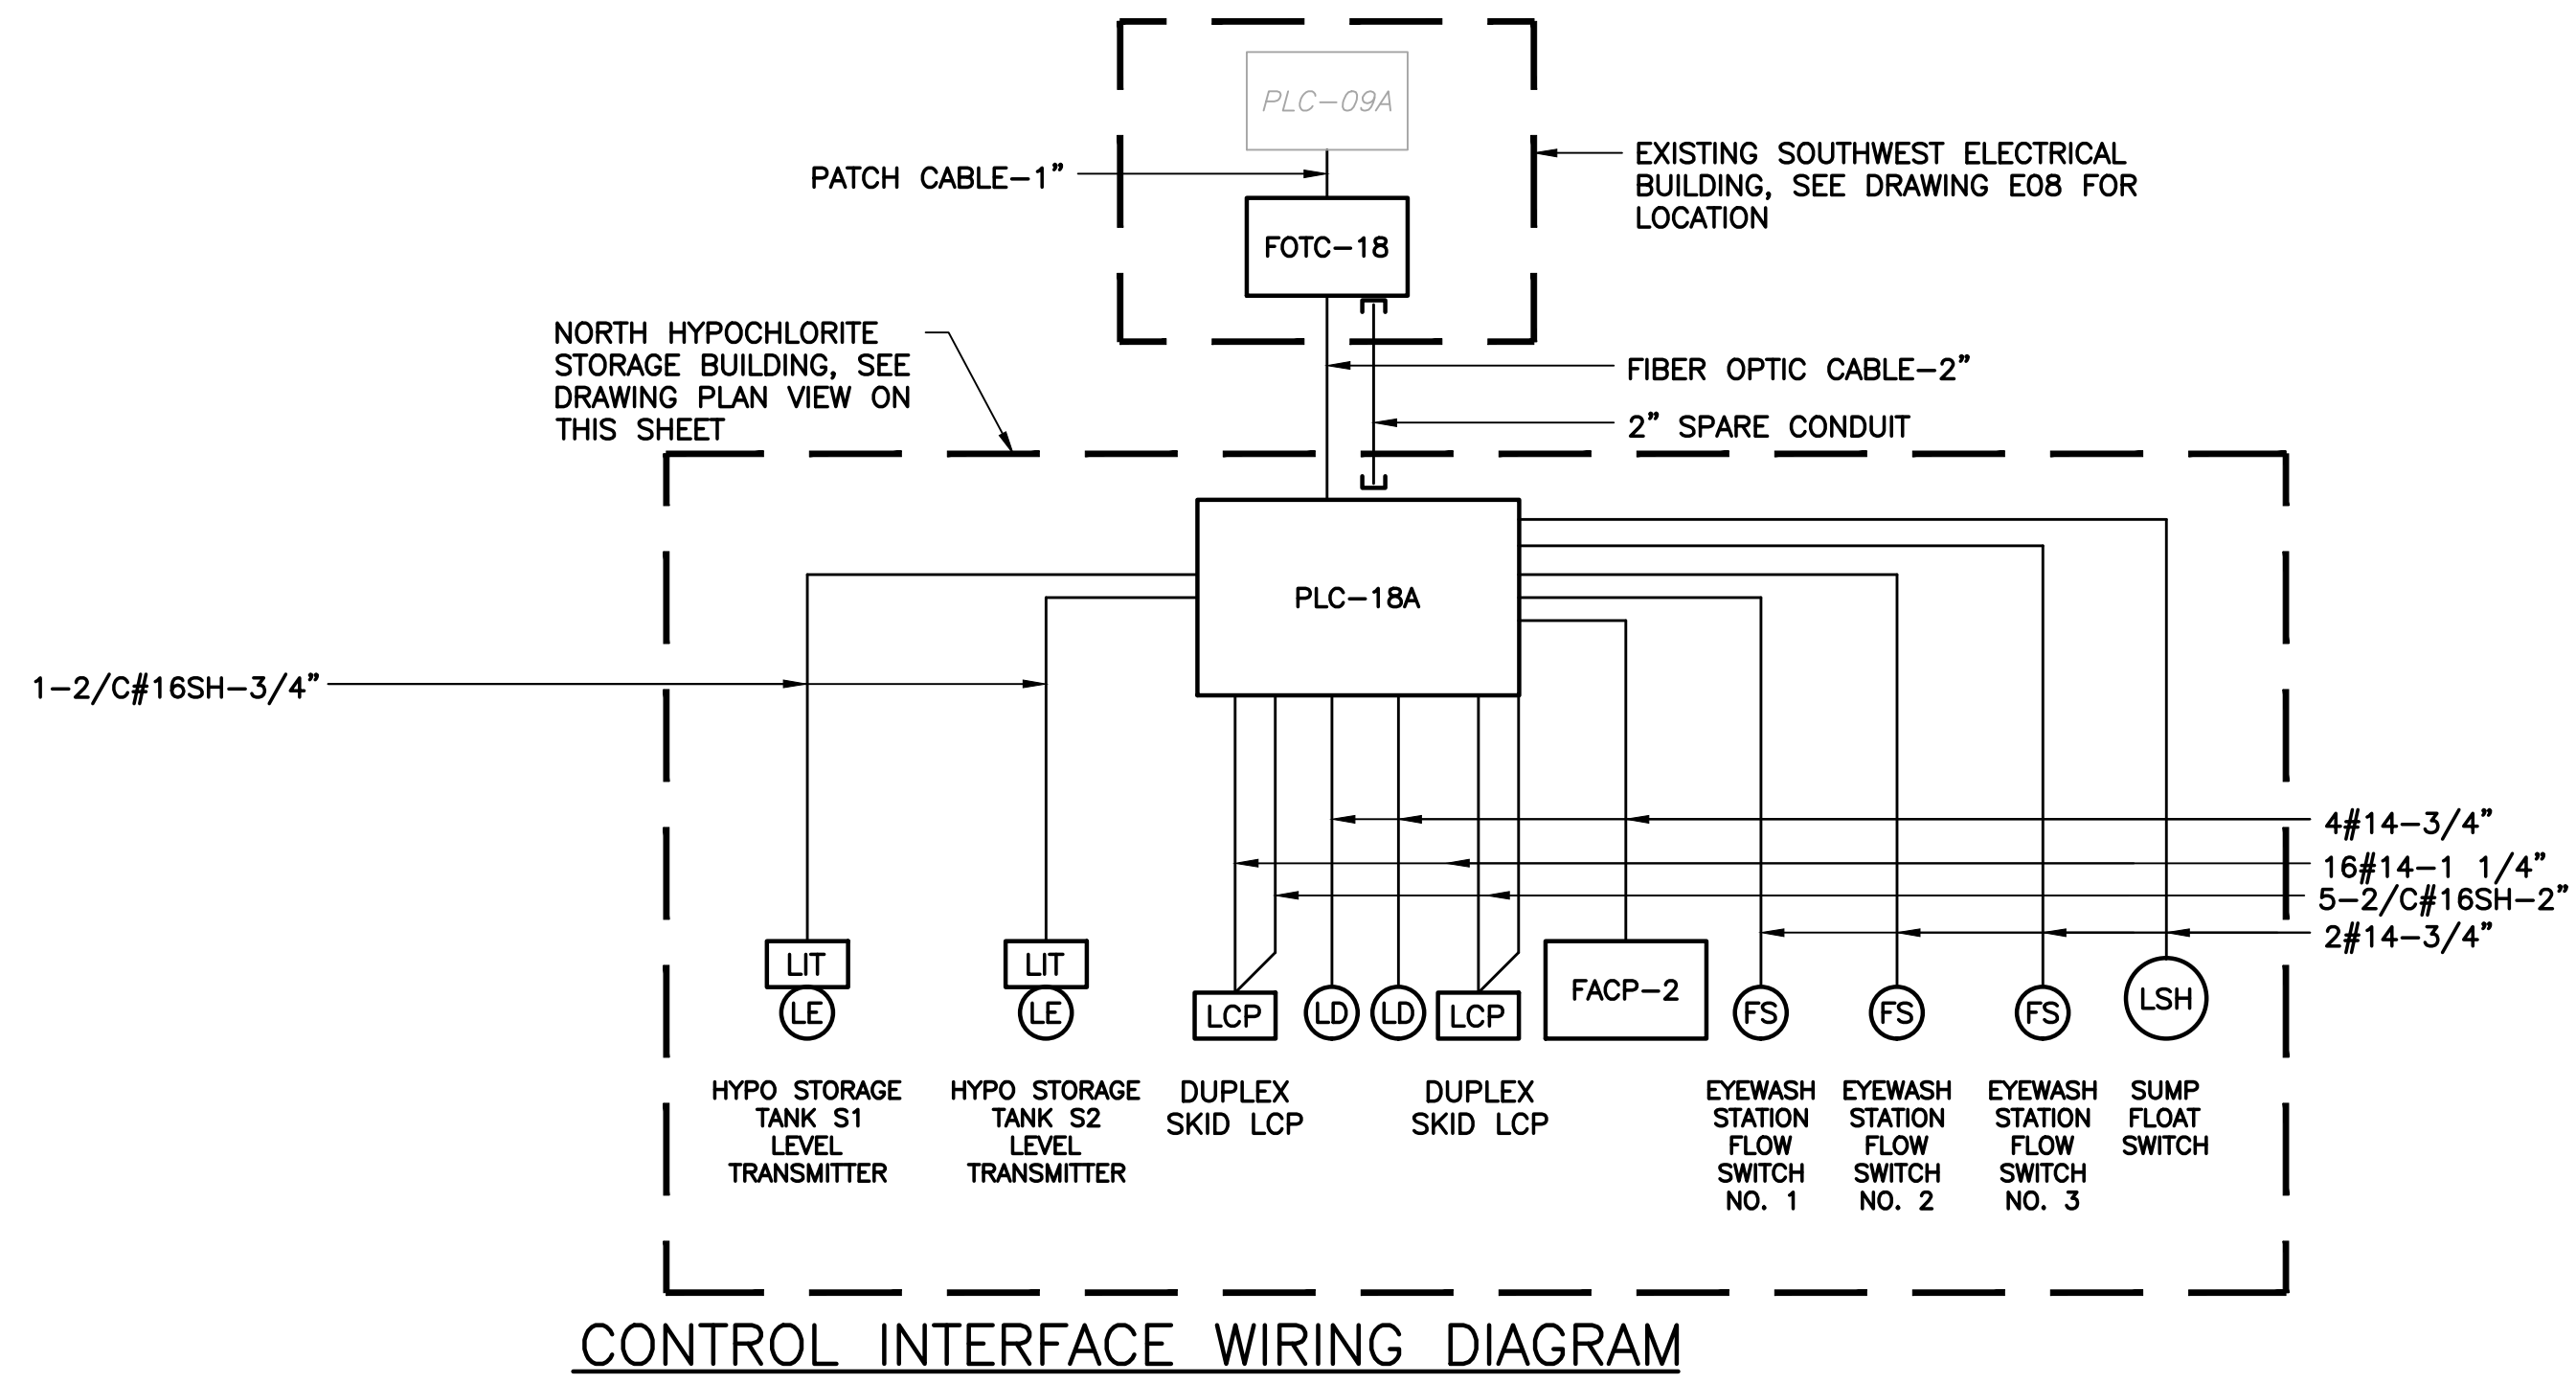 PLC-09A
PATCH CABLE-1”
EXISTING SOUTHWEST ELECTRICAL
BUILDING, SEE DRAWING E08 FOR
LOCATION
FOTC-18
NORTH HYPOCHLORITE
STORAGE BUILDING, SEE
DRAWING PLAN VIEW ON
THIS SHEET
FIBER OPTIC CABLE-2”
2” SPARE CONDUIT
PLC-18A
1-2/C#16SH-3/4”
4#14-3/4”
16#14-1 1/4”
5-2/C#16SH-2”
2#14-3/4”
LIT
LE
LIT
LE
LCP
LD
LD
LCP
FACP-2
FS
FS
FS
LSH
HYPO STORAGE
TANK S1
LEVEL
TRANSMITTER
HYPO STORAGE
TANK S2
LEVEL
TRANSMITTER
DUPLEX
SKID LCP
DUPLEX
SKID LCP
EYEWASH
STATION
FLOW
SWITCH
NO. 1
EYEWASH
STATION
FLOW
SWITCH
NO. 2
EYEWASH
STATION
FLOW
SWITCH
NO. 3
SUMP
FLOAT
SWITCH
CONTROL INTERFACE WIRING DIAGRAM